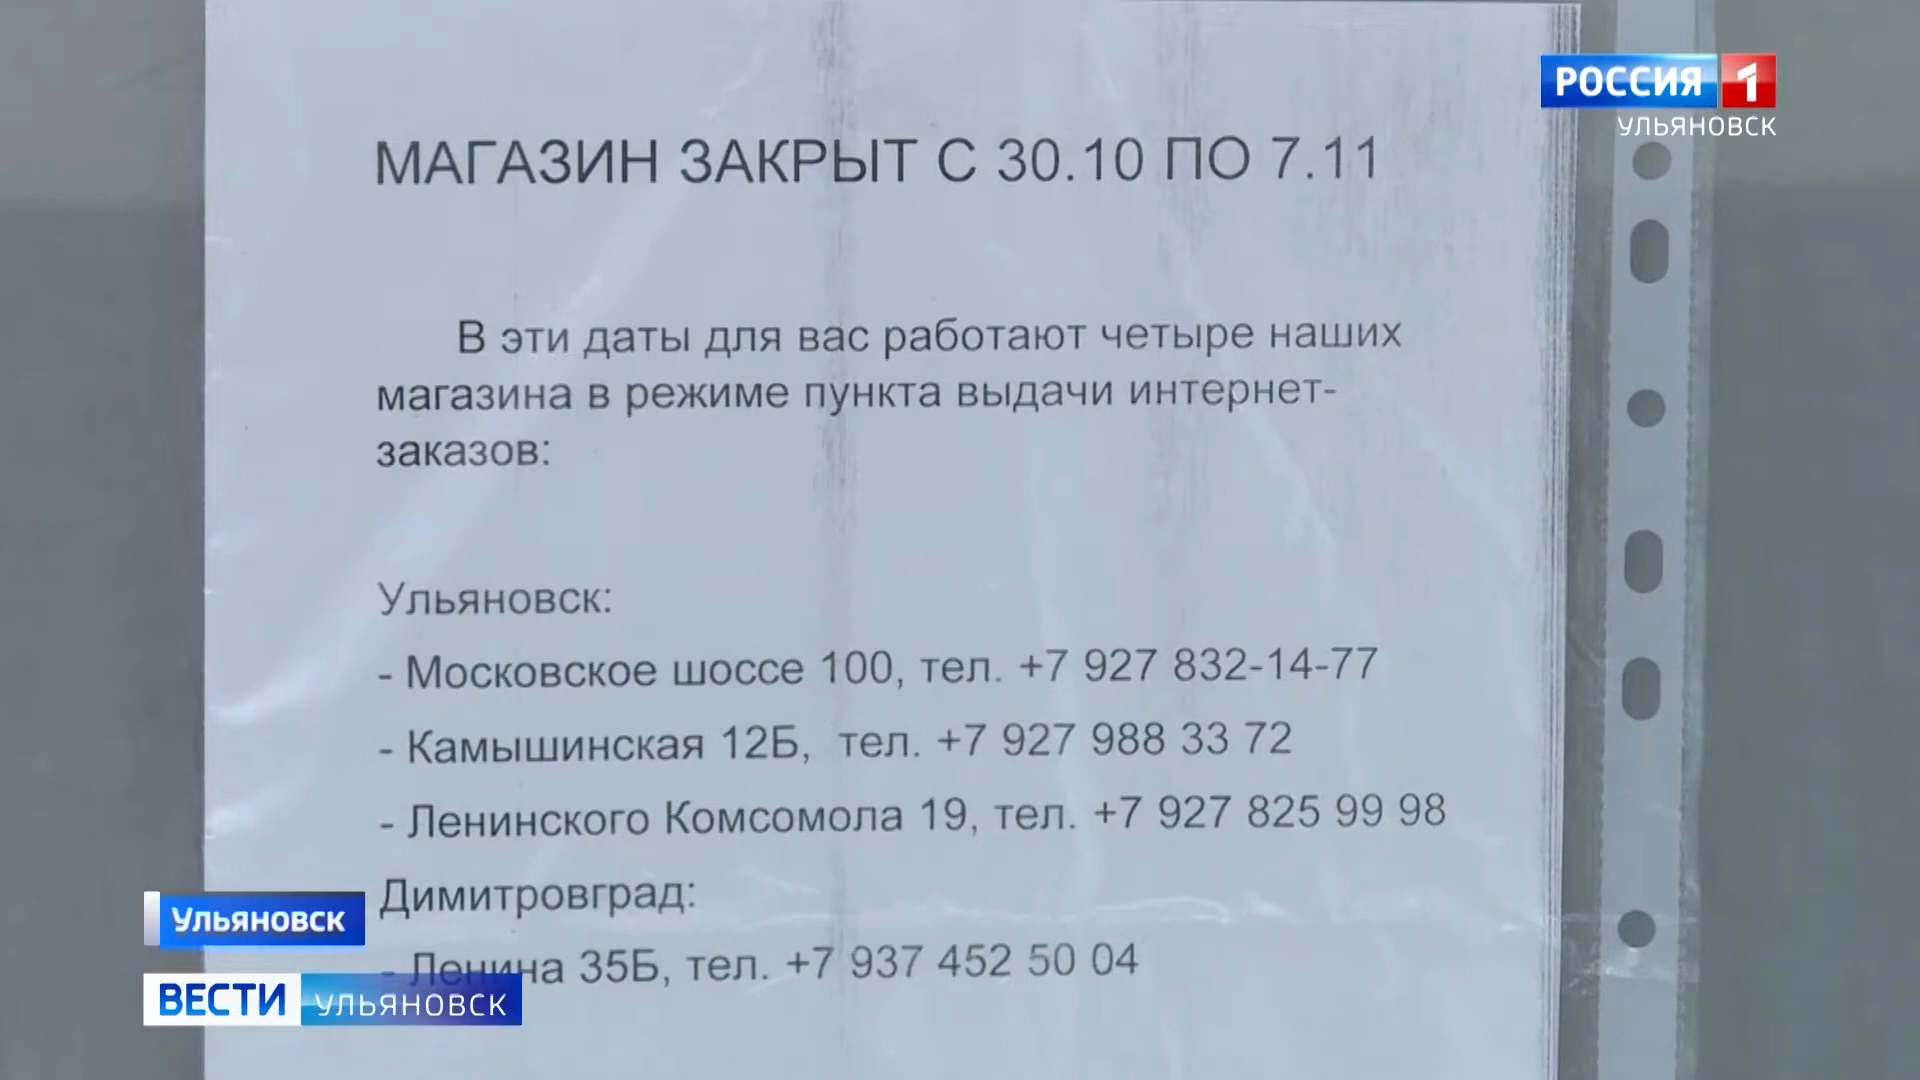 РОССИЯ 1
УЛЬЯНОВСК
МАГАЗИН ЗАКРЫТ С 30.10 ПО 7.11
В эти даты для вас работают четыре наших
магазина в режиме пункта выдачи интернет-
заказов:
Ульяновск:
- Московское шоссе 100, тел. +7 927 832-14-77
- Камышинская 12Б, тел. +7 927 988 33 72
- Ленинского Комсомола 19, тел. +7 927 825 99 98
Димитровград:
- Ленина 35Б, тел. +7 937 452 50 04
Ульяновск
ВЕСТИ УЛЬЯНОВСК